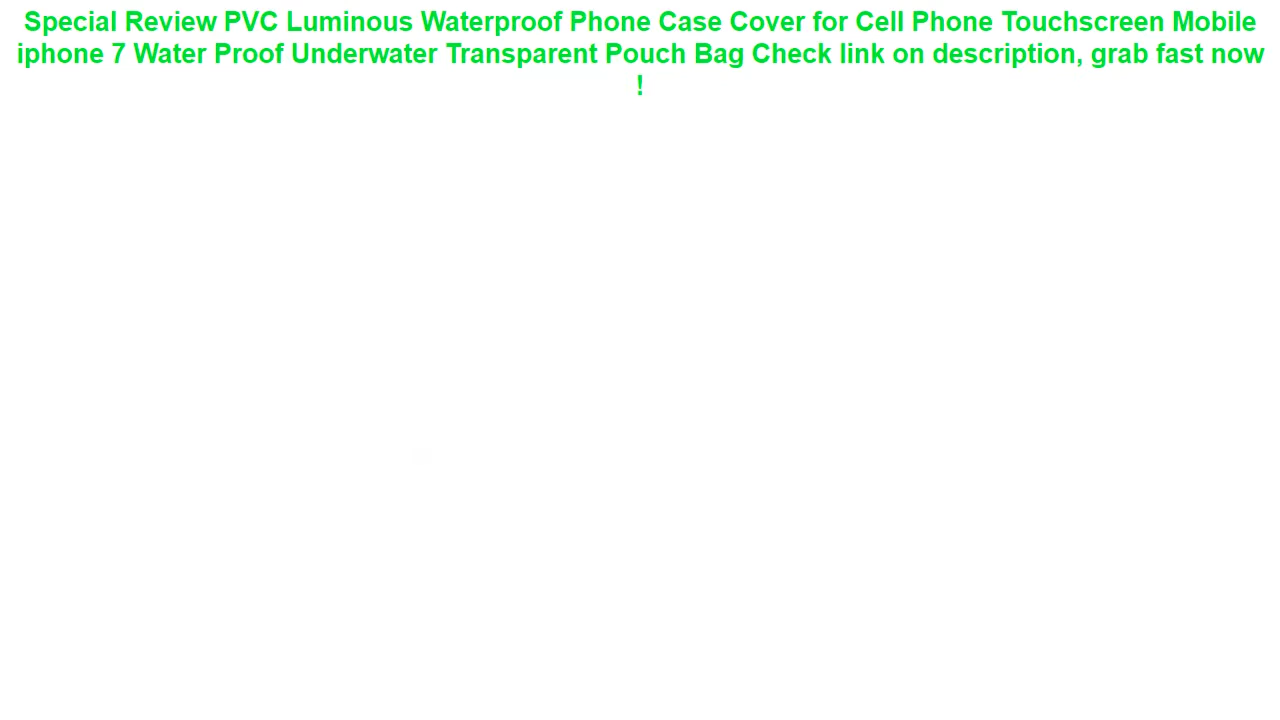 Special Review PVC Luminous Waterproof Phone Case Cover for Cell Phone Touchscreen Mobile
iphone 7 Water Proof Underwater Transparent Pouch Bag Check link on description, grab fast now
!